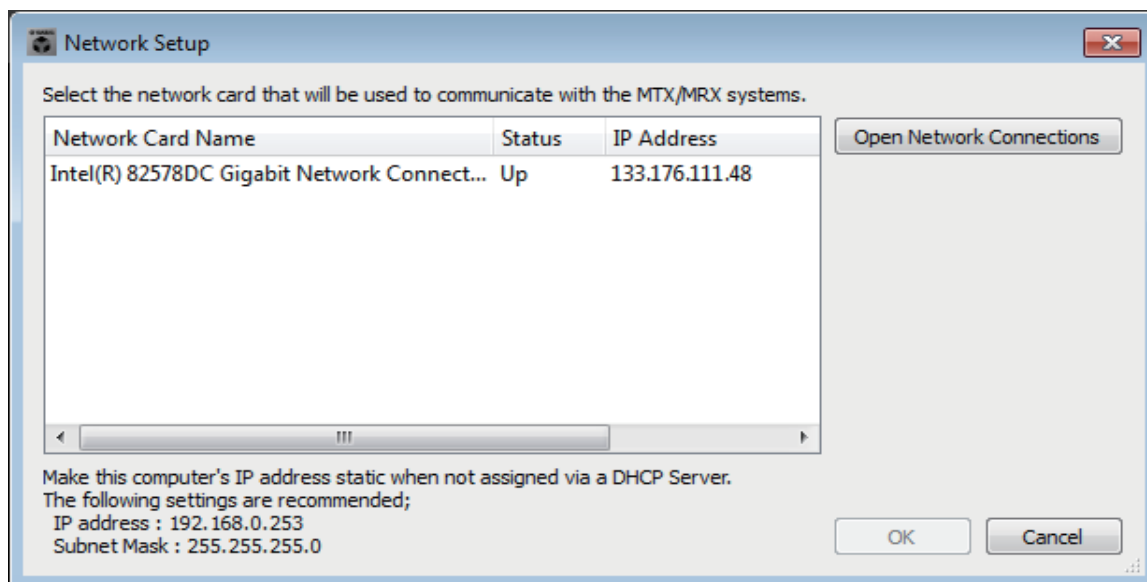 Network Setup
Select the network card that will be used to communicate with the MTX/MRX systems.
Network Card Name Status IP Address
Open Network Connections
Intel(R) 82578DC Gigabit Network Connect... Up 133.176.111.48
Make this computer's IP address static when not assigned via a DHCP Server.
The following settings are recommended;
IP address : 192.168.0.253
Subnet Mask : 255.255.255.0
OK Cancel